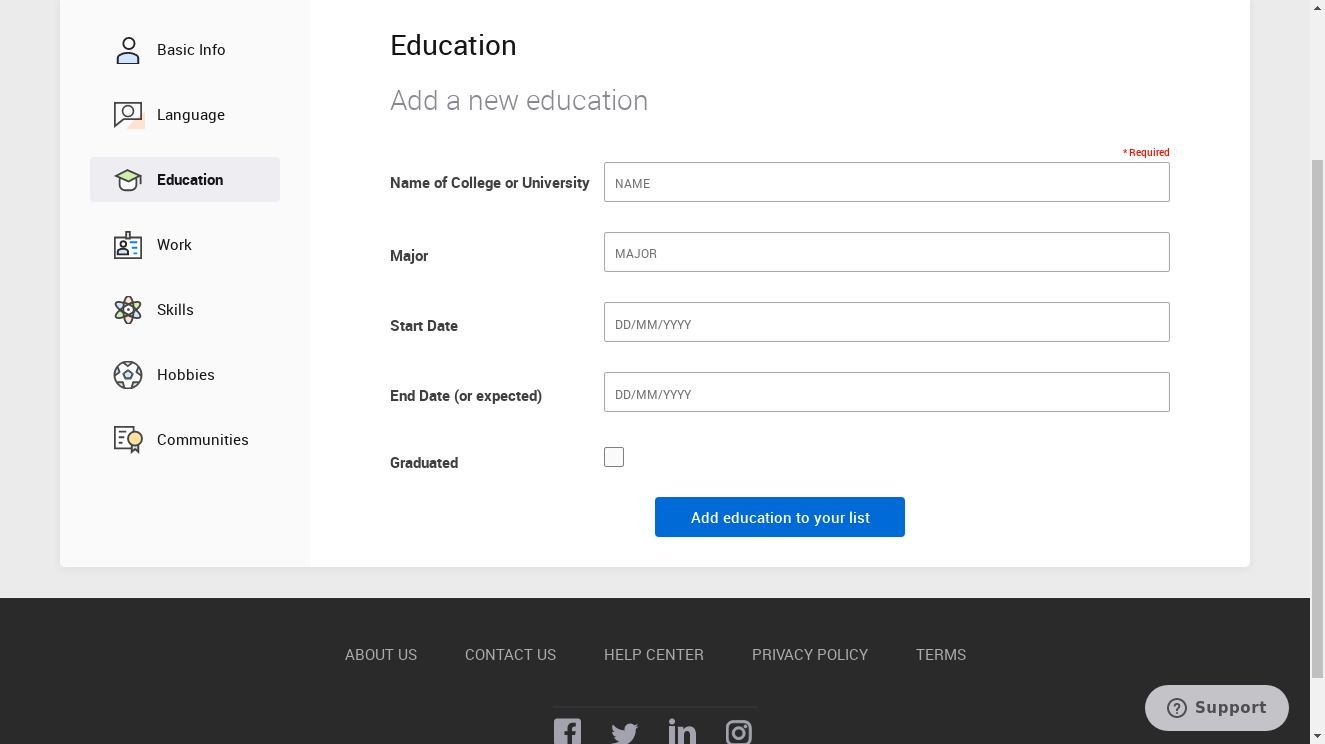 Basic Info
Language
Education
Work
Skills
Hobbies
Communities
Education
Add a new education
* Required
Name of College or University
NAME
Major
MAJOR
Start Date
DD/MM/YYYY
End Date (or expected)
DD/MM/YYYY
Graduated
Add education to your list
ABOUT US
CONTACT US
HELP CENTER
PRIVACY POLICY
TERMS
Support